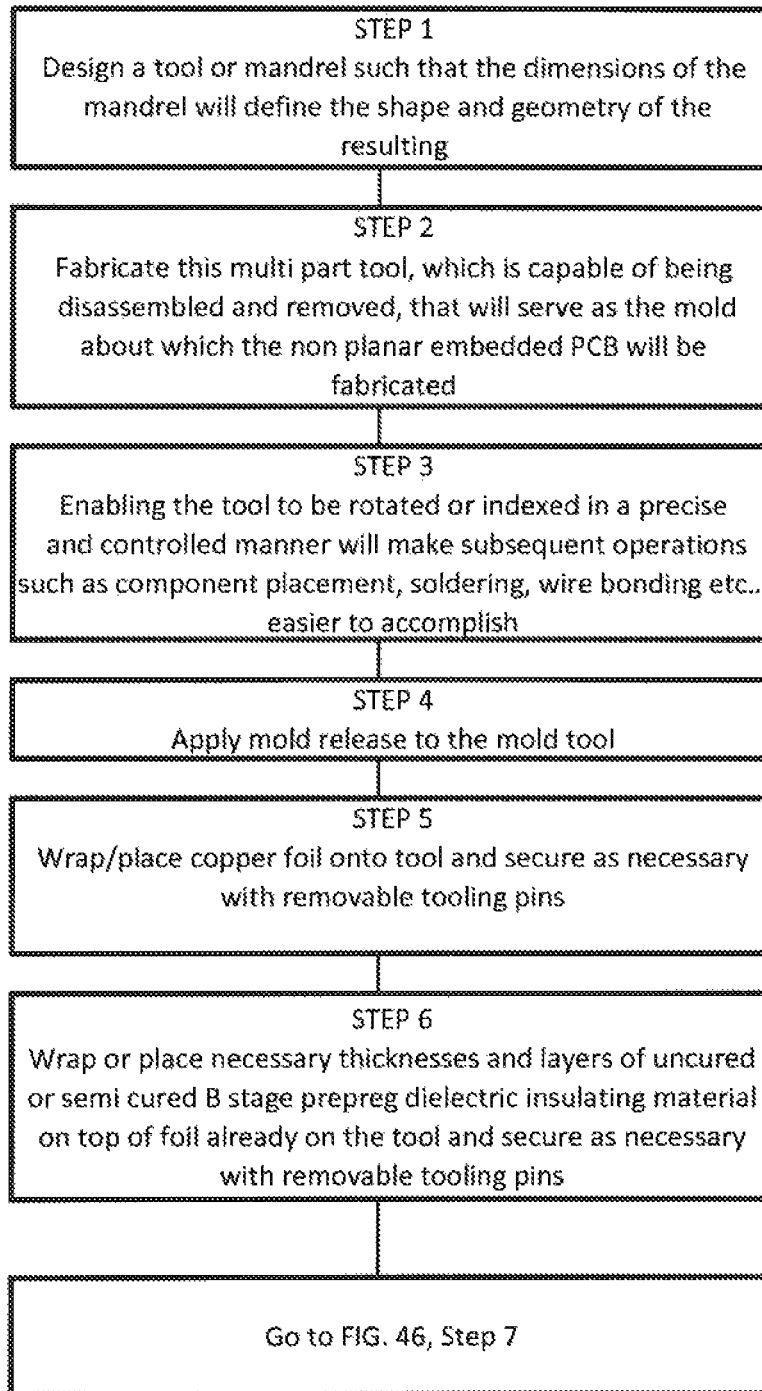 STEP 1
Design a tool or mandrel such that the dimensions of the
mandrel will define the shape and geometry of the
resulting
STEP 2
Fabricate this multi part tool, which is capable of being
disassembled and removed, that will serve as the mold
about which the non planar embedded PCB will be
fabricated
STEP 3
Enabling the tool to be rotated or indexed in a precise
and controlled manner will make subsequent operations
such as component placement, soldering, wire bonding etc..
easier to accomplish
STEP 4
Apply mold release to the mold tool
STEP 5
Wrap/place copper foil onto tool and secure as necessary
with removable tooling pins
STEP 6
Wrap or place necessary thicknesses and layers of uncured
or semi cured B stage prepreg dielectric insulating material
on top of foil already on the tool and secure as necessary
with removable tooling pins
Go to FIG. 46, Step 7